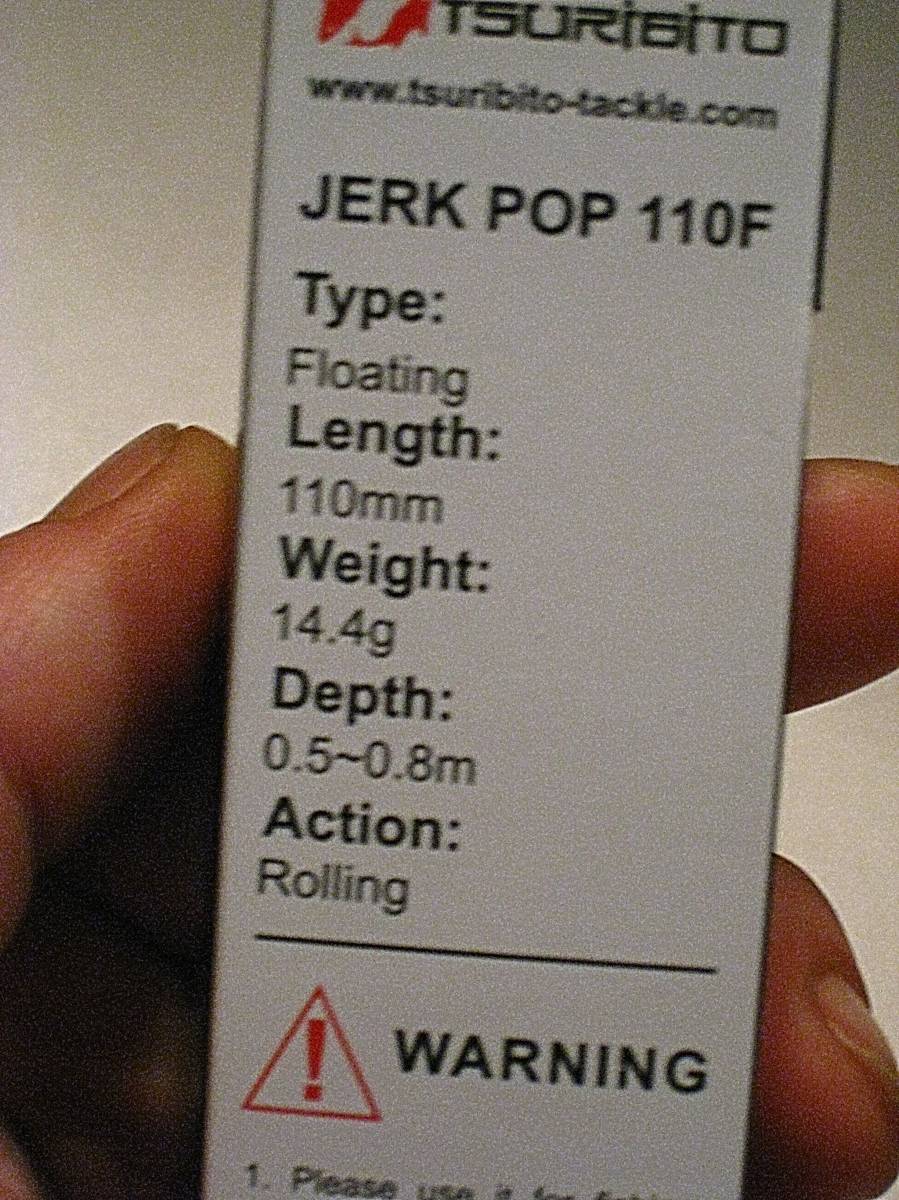 TSURIBITO
www.tsuribito-tackle.com
JERK POP 110F
Type:
Floating
Length:
110mm
Weight:
14.4g
Depth:
0.5~0.8m
Action:
Rolling
WARNING
1. Please use it for